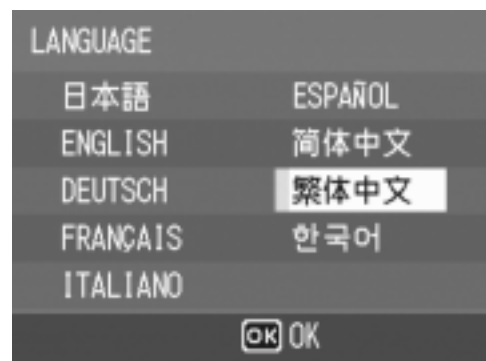 LANGUAGE
日本語 ESPAÑOL
ENGLISH 简体中文
DEUTSCH 繁体中文
FRANÇAIS 한국어
ITALIANO
OK OK